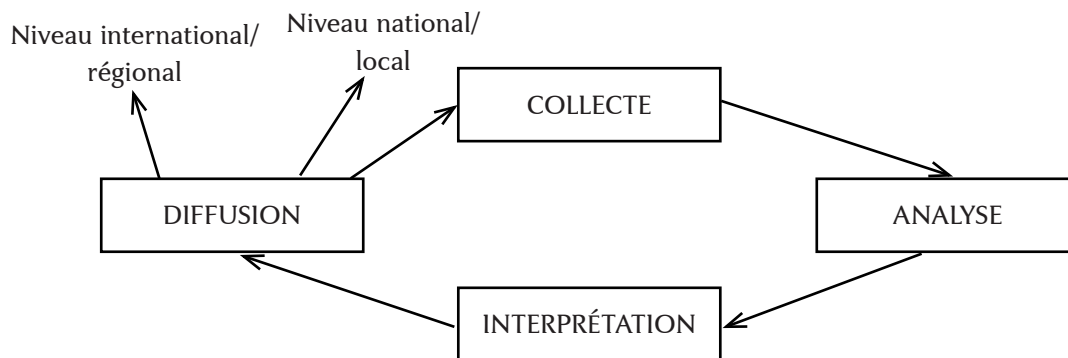 Niveau international/
régional
Niveau national/
local
COLLECTE
DIFFUSION
ANALYSE
INTERPRÉTATION